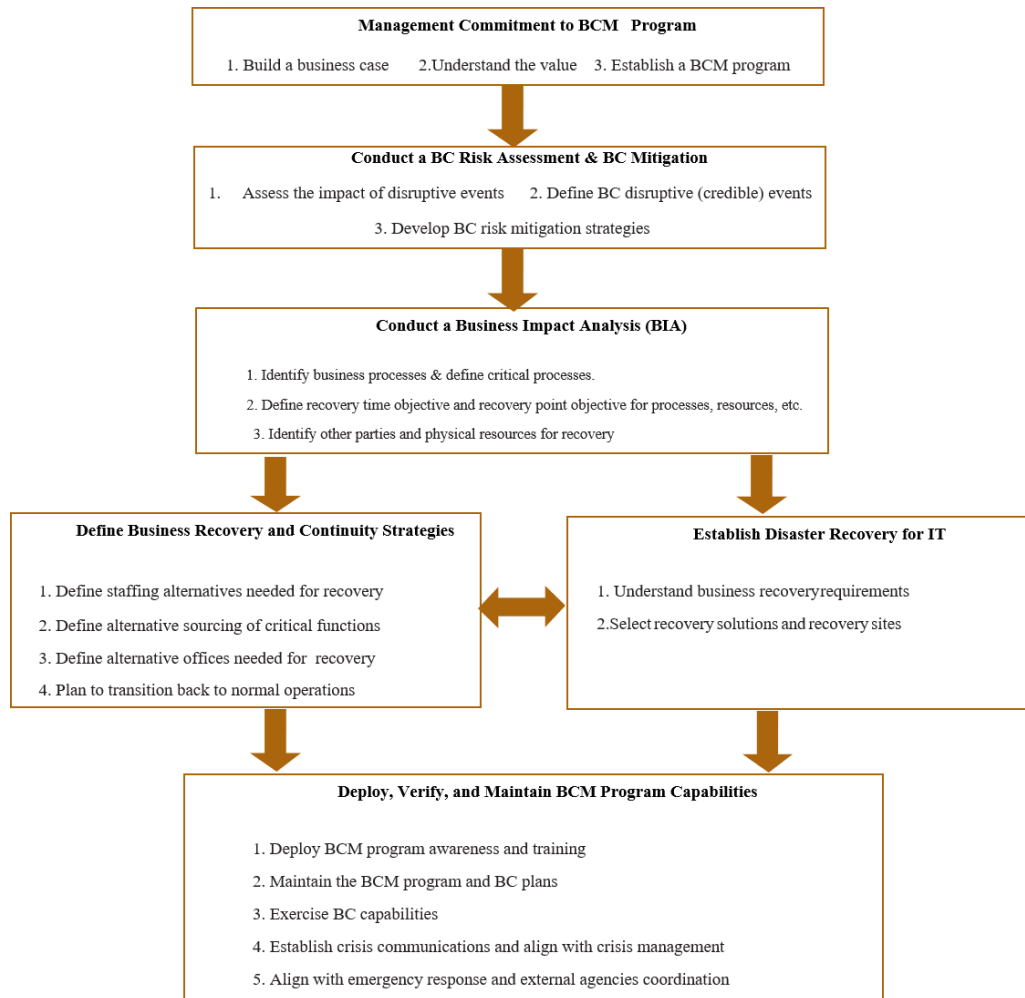 Management Commitment to BCM Program
1. Build a business case 2.Understand the value 3. Establish a BCM program
Conduct a BC Risk Assessment & BC Mitigation
1. Assess the impact of disruptive events 2. Define BC disruptive (credible) events
3. Develop BC risk mitigation strategies
Conduct a Business Impact Analysis (BIA)
1. Identify business processes & define critical processes.
2. Define recovery time objective and recovery point objective for processes, resources, etc.
3. Identify other parties and physical resources for recovery
Define Business Recovery and Continuity Strategies
1. Define staffing alternatives needed for recovery
2. Define alternative sourcing of critical functions
3. Define alternative offices needed for recovery
4. Plan to transition back to normal operations
Establish Disaster Recovery for IT
1. Understand business recoveryrequirements
2.Select recovery solutions and recovery sites
Deploy, Verify, and Maintain BCM Program Capabilities
1. Deploy BCM program awareness and training
2. Maintain the BCM program and BC plans
3. Exercise BC capabilities
4. Establish crisis communications and align with crisis management
5. Align with emergency response and external agencies coordination